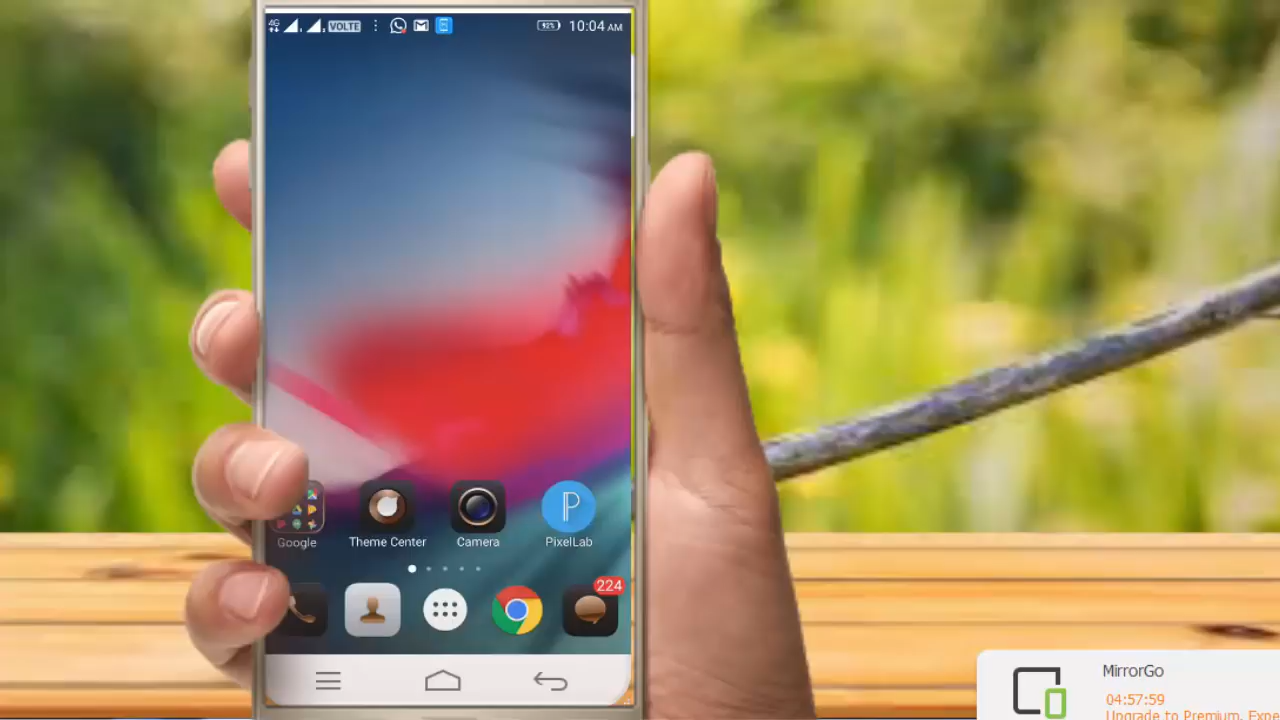 4G VOLTE 92% 10:04 AM
Google Theme Center Camera PixelLab
224
MirrorGo
04:57:59
Upgrade to Premium. Expe